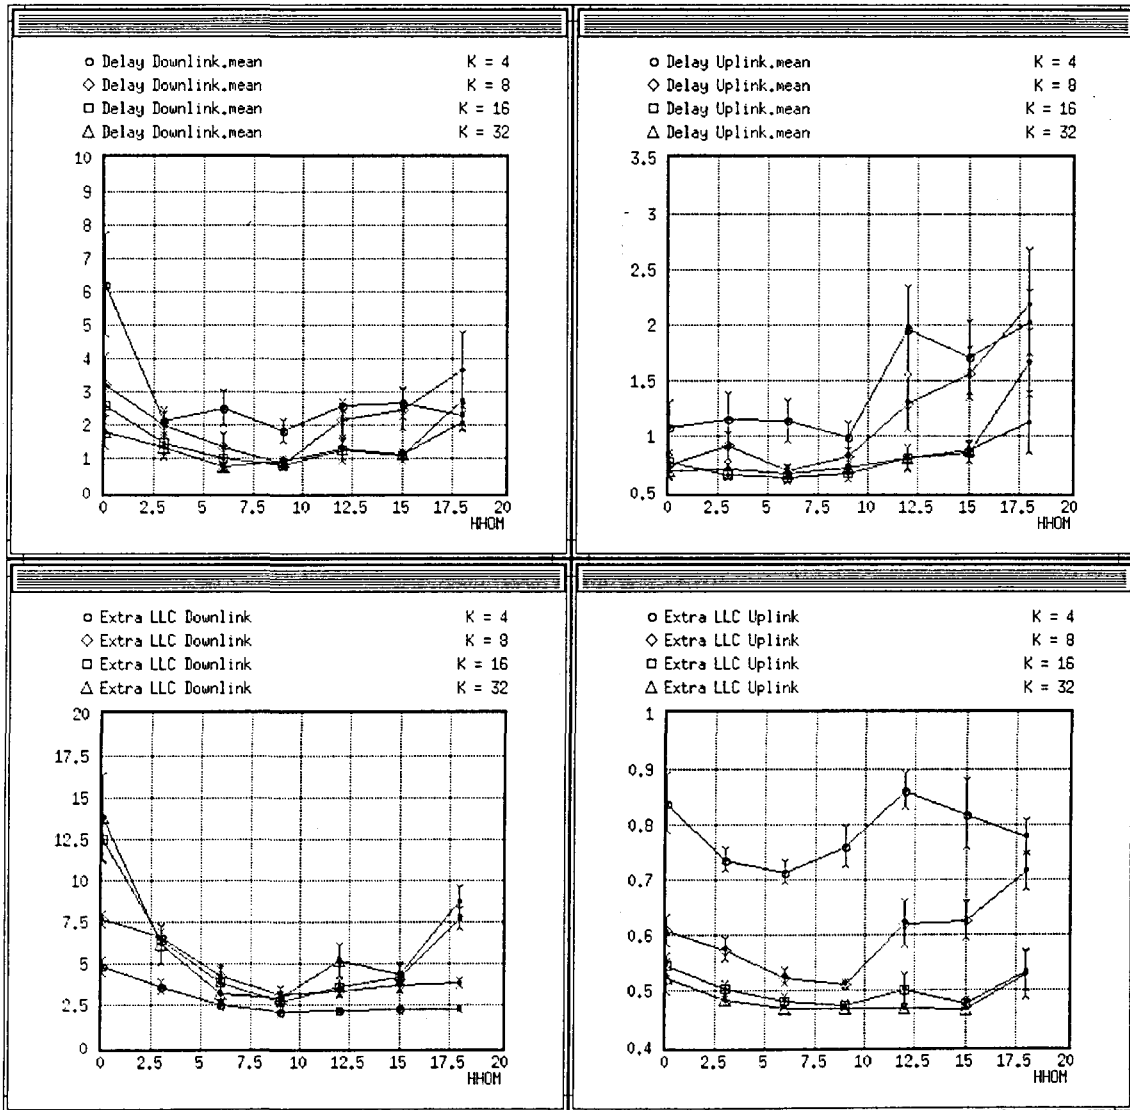 Delay Downlink.mean K = 4
Delay Downlink.mean K = 8
Delay Downlink.mean K = 16
Delay Downlink.mean K = 32
10
9
8
7
6
5
4
3
2
1
0
0 2.5 5 7.5 10 12.5 15 17.5 20
HHOM
Delay Uplink.mean K = 4
Delay Uplink.mean K = 8
Delay Uplink.mean K = 16
Delay Uplink.mean K = 32
3.5
3
2.5
2
1.5
1
0.5
0 2.5 5 7.5 10 12.5 15 17.5 20
HHOM
Extra LLC Downlink K = 4
Extra LLC Downlink K = 8
Extra LLC Downlink K = 16
Extra LLC Downlink K = 32
20
17.5
15
12.5
10
7.5
5
2.5
0
0 2.5 5 7.5 10 12.5 15 17.5 20
HHOM
Extra LLC Uplink K = 4
Extra LLC Uplink K = 8
Extra LLC Uplink K = 16
Extra LLC Uplink K = 32
1
0.9
0.8
0.7
0.6
0.5
0.4
0 2.5 5 7.5 10 12.5 15 17.5 20
HHOM